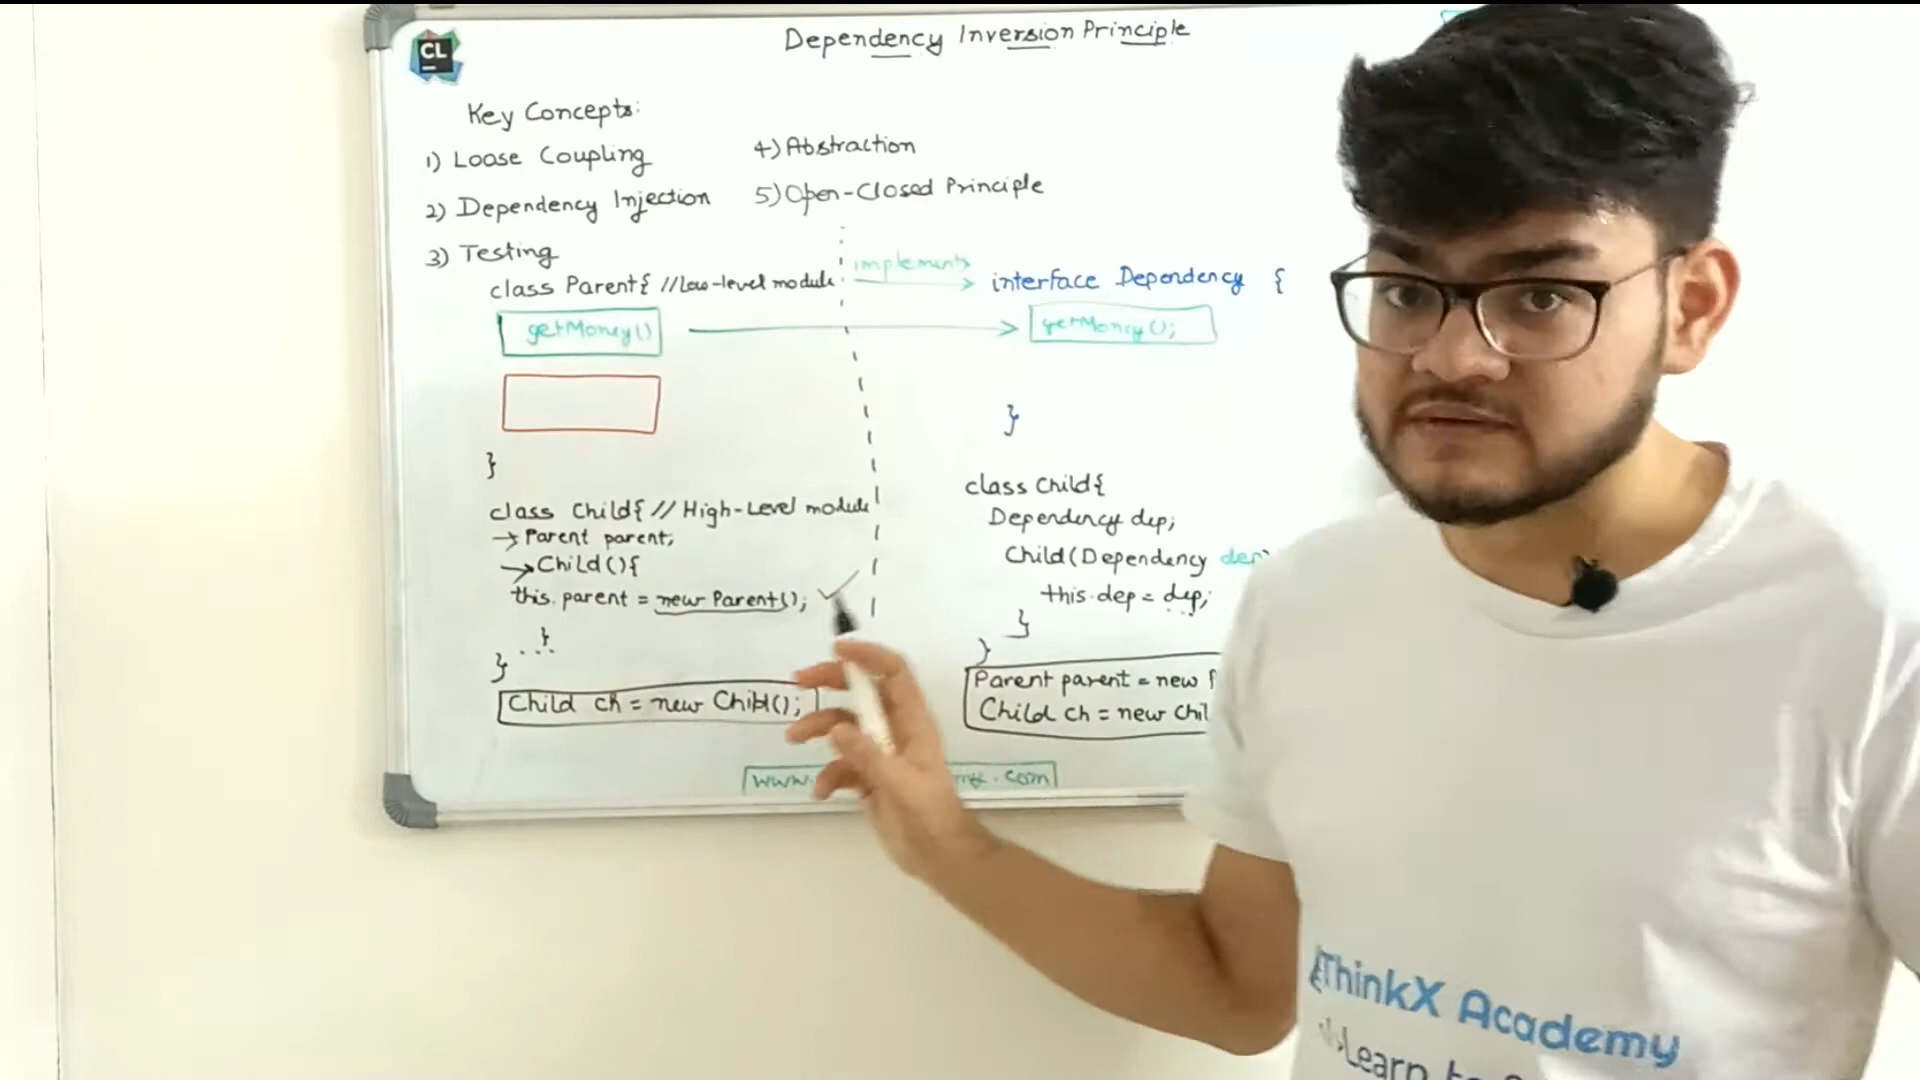 CL
Dependency Inversion Principle
Key Concepts:
1) Loose Coupling
2) Dependency Injection
3) Testing
4) Abstraction
5) Open-Closed Principle
class Parent{ //Low-level module
getMoney()
}
class Child{ // High-Level module
→ Parent parent;
→ Child(){
this.parent = new Parent();
}
...
}
Child ch = new Child();
implements
interface Dependency {
getMoney();
}
class Child{
Dependency dep;
Child(Dependency
this.dep = dep;
...
}
}
Parent parent = new
Child ch = new
www.
.com
ThinkX Academy
Learn